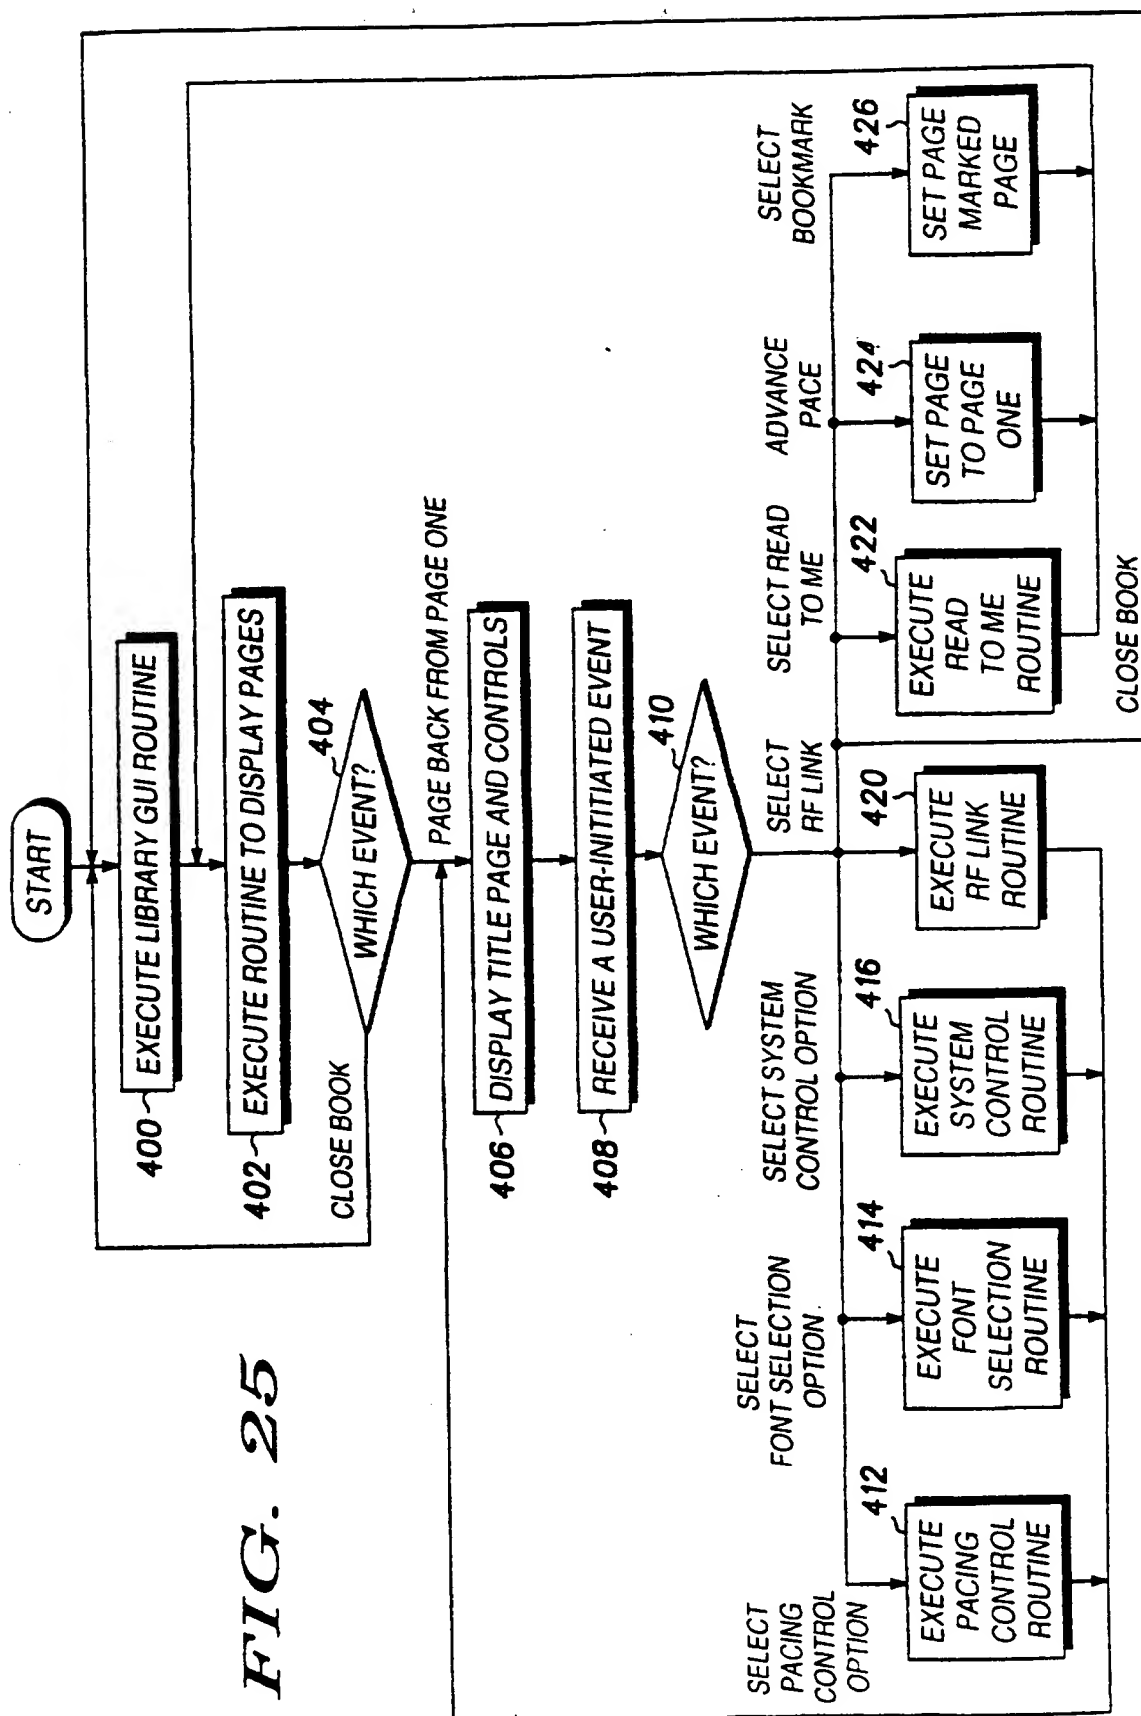 FIG. 25
START
EXECUTE LIBRARY GUI ROUTINE
400
EXECUTE ROUTINE TO DISPLAY PAGES
402
WHICH EVENT?
404
CLOSE BOOK
PAGE BACK FROM PAGE ONE
DISPLAY TITLE PAGE AND CONTROLS
406
RECEIVE A USER-INITIATED EVENT
408
WHICH EVENT?
410
SELECT
PACING
CONTROL
OPTION
412
EXECUTE
PACING
CONTROL
ROUTINE
SELECT
FONT SELECTION
OPTION.
414
EXECUTE
FONT
SELECTION
ROUTINE
SELECT SYSTEM
CONTROL OPTION
416
EXECUTE
SYSTEM
CONTROL
ROUTINE
SELECT
RF LINK
420
EXECUTE
RF LINK
ROUTINE
SELECT READ
TO ME
422
EXECUTE
READ
TO ME
ROUTINE
ADVANCE
PACE
424
SET PAGE
TO PAGE
ONE
SELECT
BOOKMARK
426
SET PAGE
MARKED
PAGE
CLOSE BOOK